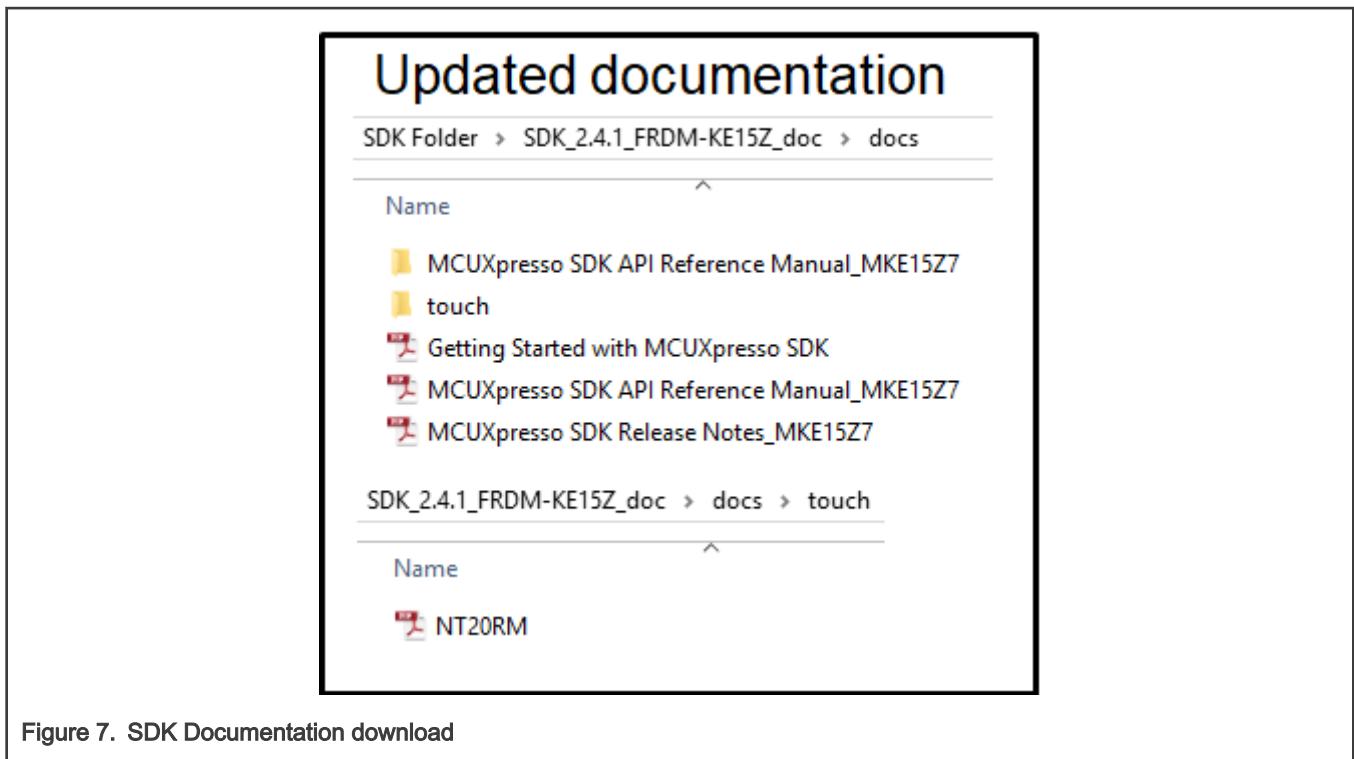 Updated documentation
SDK Folder > SDK_2.4.1_FRDM-KE15Z_doc > docs
Name
MCUXpresso SDK API Reference Manual_MKE15Z7
touch
Getting Started with MCUXpresso SDK
MCUXpresso SDK API Reference Manual_MKE15Z7
MCUXpresso SDK Release Notes_MKE15Z7
SDK_2.4.1_FRDM-KE15Z_doc > docs > touch
Name
NT20RM
Figure 7. SDK Documentation download